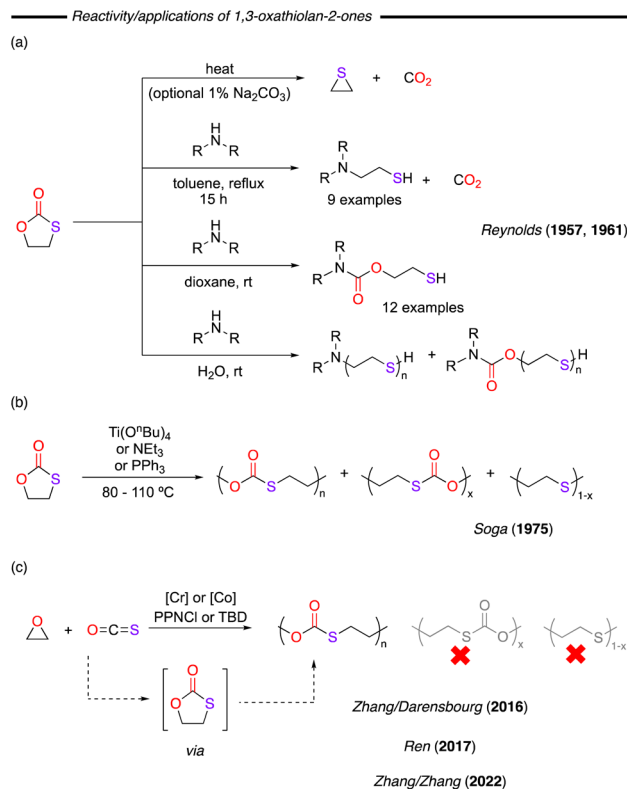 Reactivity/applications of 1,3-oxathiolan-2-ones
(a)
heat
(optional 1% Na2CO3)
S
+ CO2
H
R N R
toluene, reflux
15 h
R
R N SH + CO2
9 examples
O
O S
Reynolds (1957, 1961)
H
R N R
dioxane, rt
R
R N O SH
O
12 examples
H
R N R
H2O, rt
R
R N ( S )n H + R
R N O ( S )n H
O
(b)
O
O S
Ti(OnBu)4
or NEt3
or PPh3
80 - 110 ºC
O
( O S )n + O
( S O )x + ( S )1-x
Soga (1975)
(c)
O
+ O=C=S
[Cr] or [Co]
PPNCl or TBD
O
( O S )n
O
( S O )x
( S )1-x
O
O S
via
Zhang/Darensbourg (2016)
Ren (2017)
Zhang/Zhang (2022)